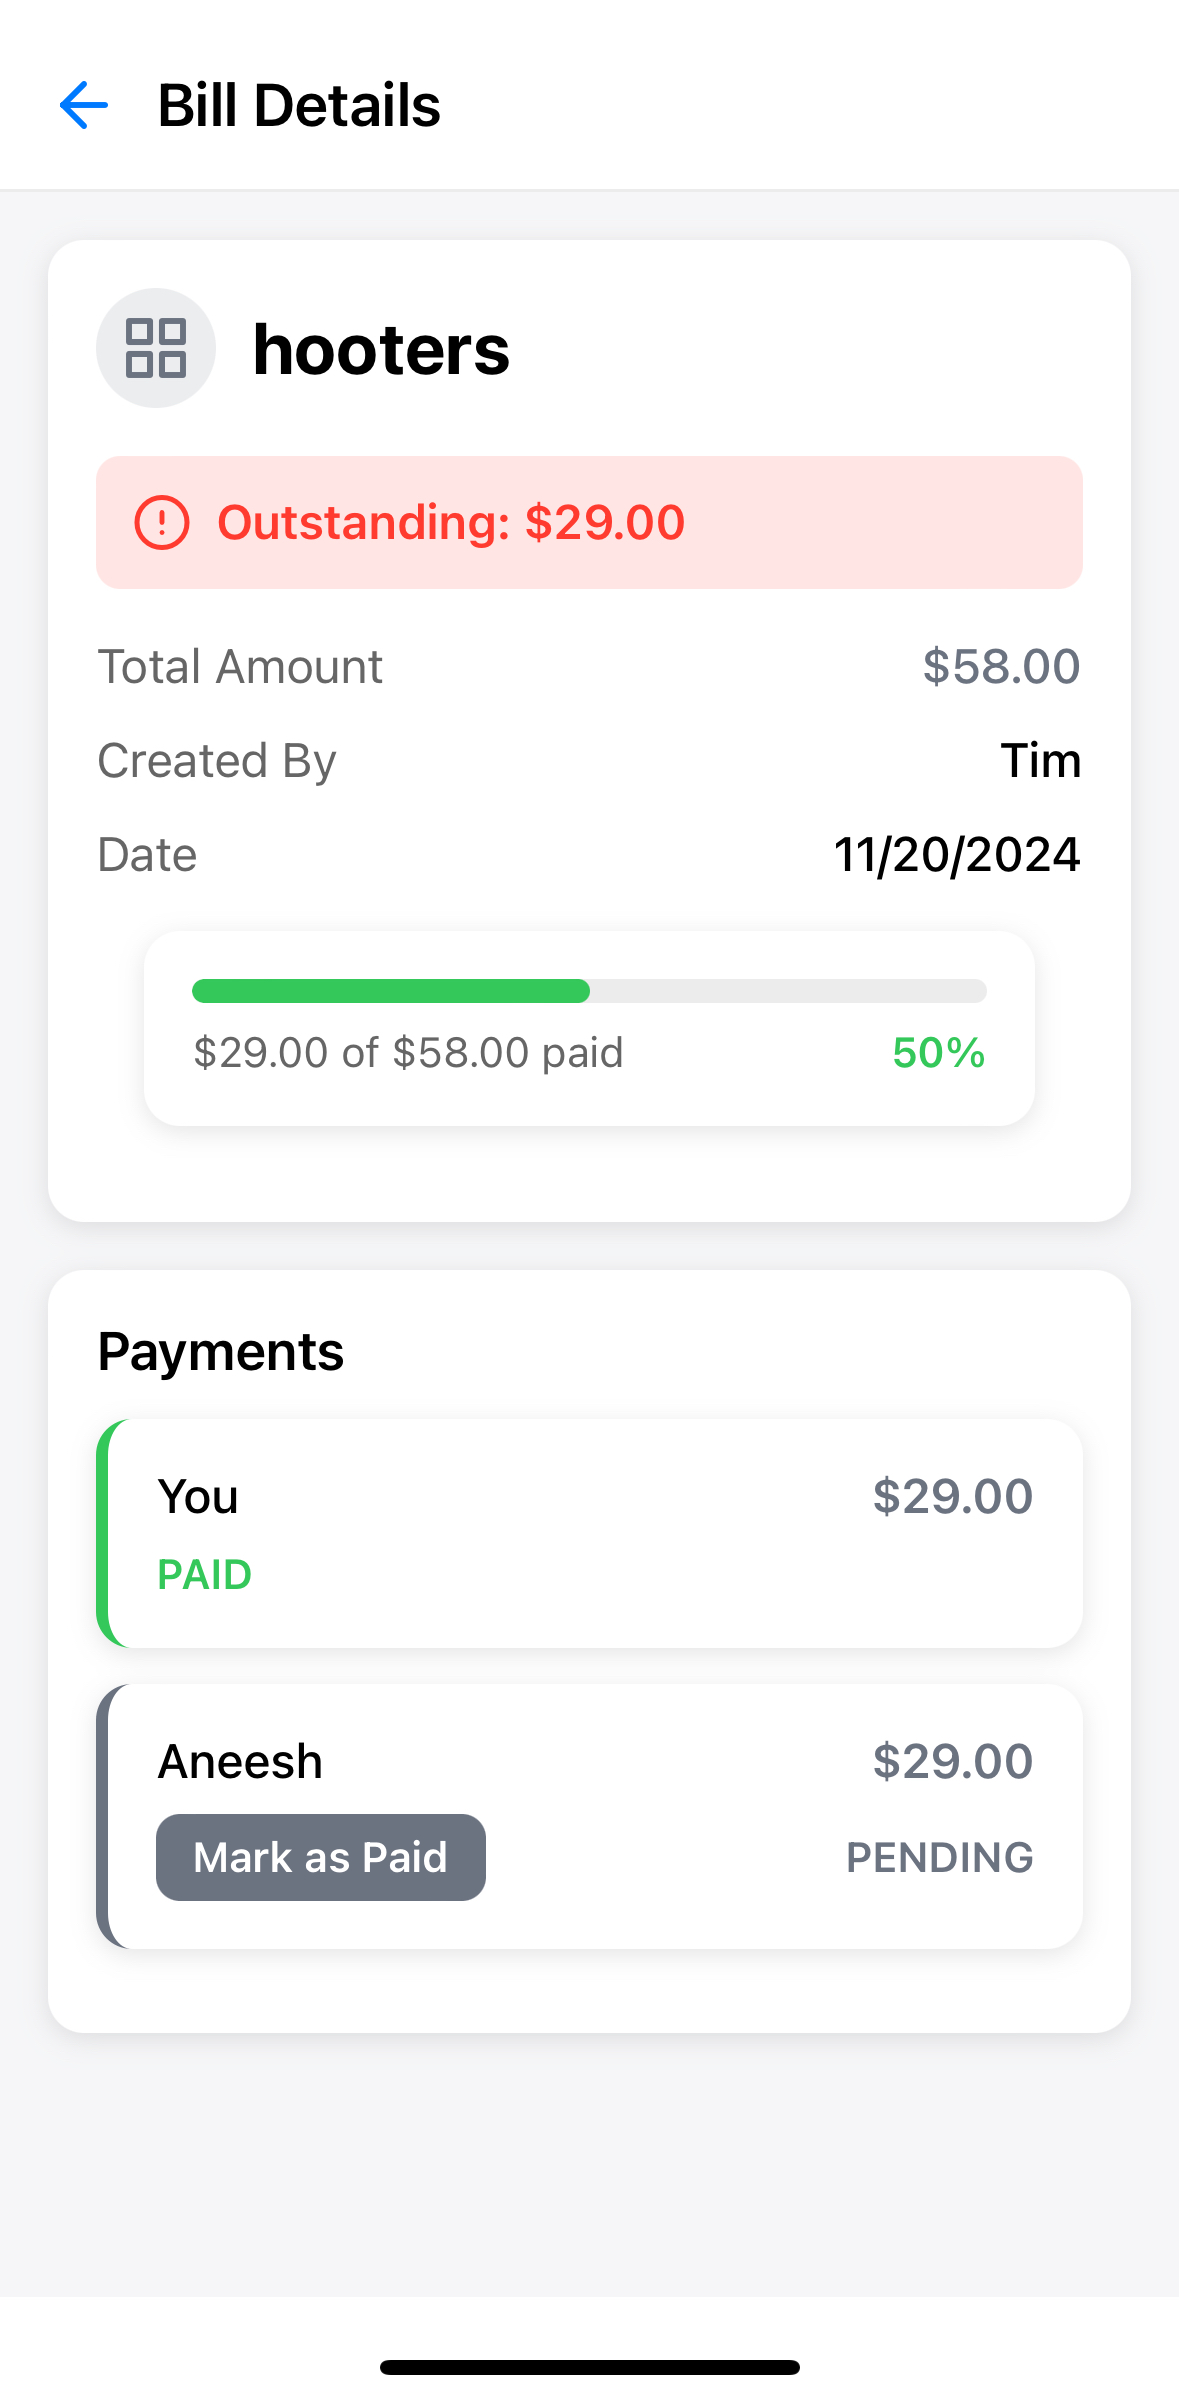 Bill Details
hooters
Outstanding: $29.00
Total Amount $58.00
Created By Tim
Date 11/20/2024
$29.00 of $58.00 paid 50%
Payments
You $29.00
PAID
Aneesh $29.00
Mark as Paid PENDING